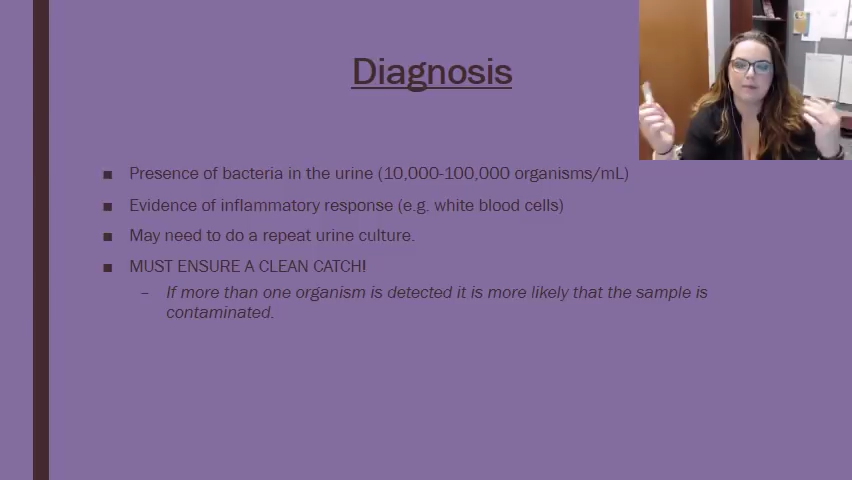 Diagnosis
■ Presence of bacteria in the urine (10,000-100,000 organisms/mL)
■ Evidence of inflammatory response (e.g. white blood cells)
■ May need to do a repeat urine culture.
■ MUST ENSURE A CLEAN CATCH!
– If more than one organism is detected it is more likely that the sample is
contaminated.